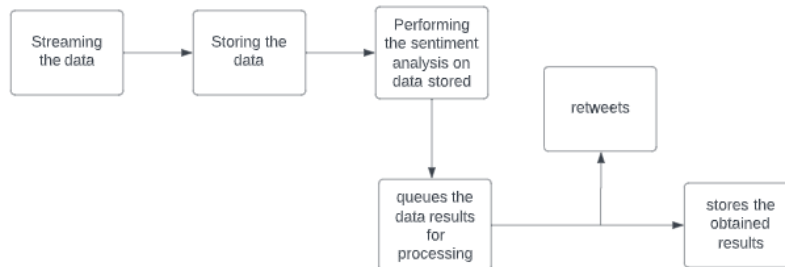 Streaming
the data
Storing the
data
Performing
the sentiment
analysis on
data stored
retweets
queues the
data results
for
processing
stores the
obtained
results